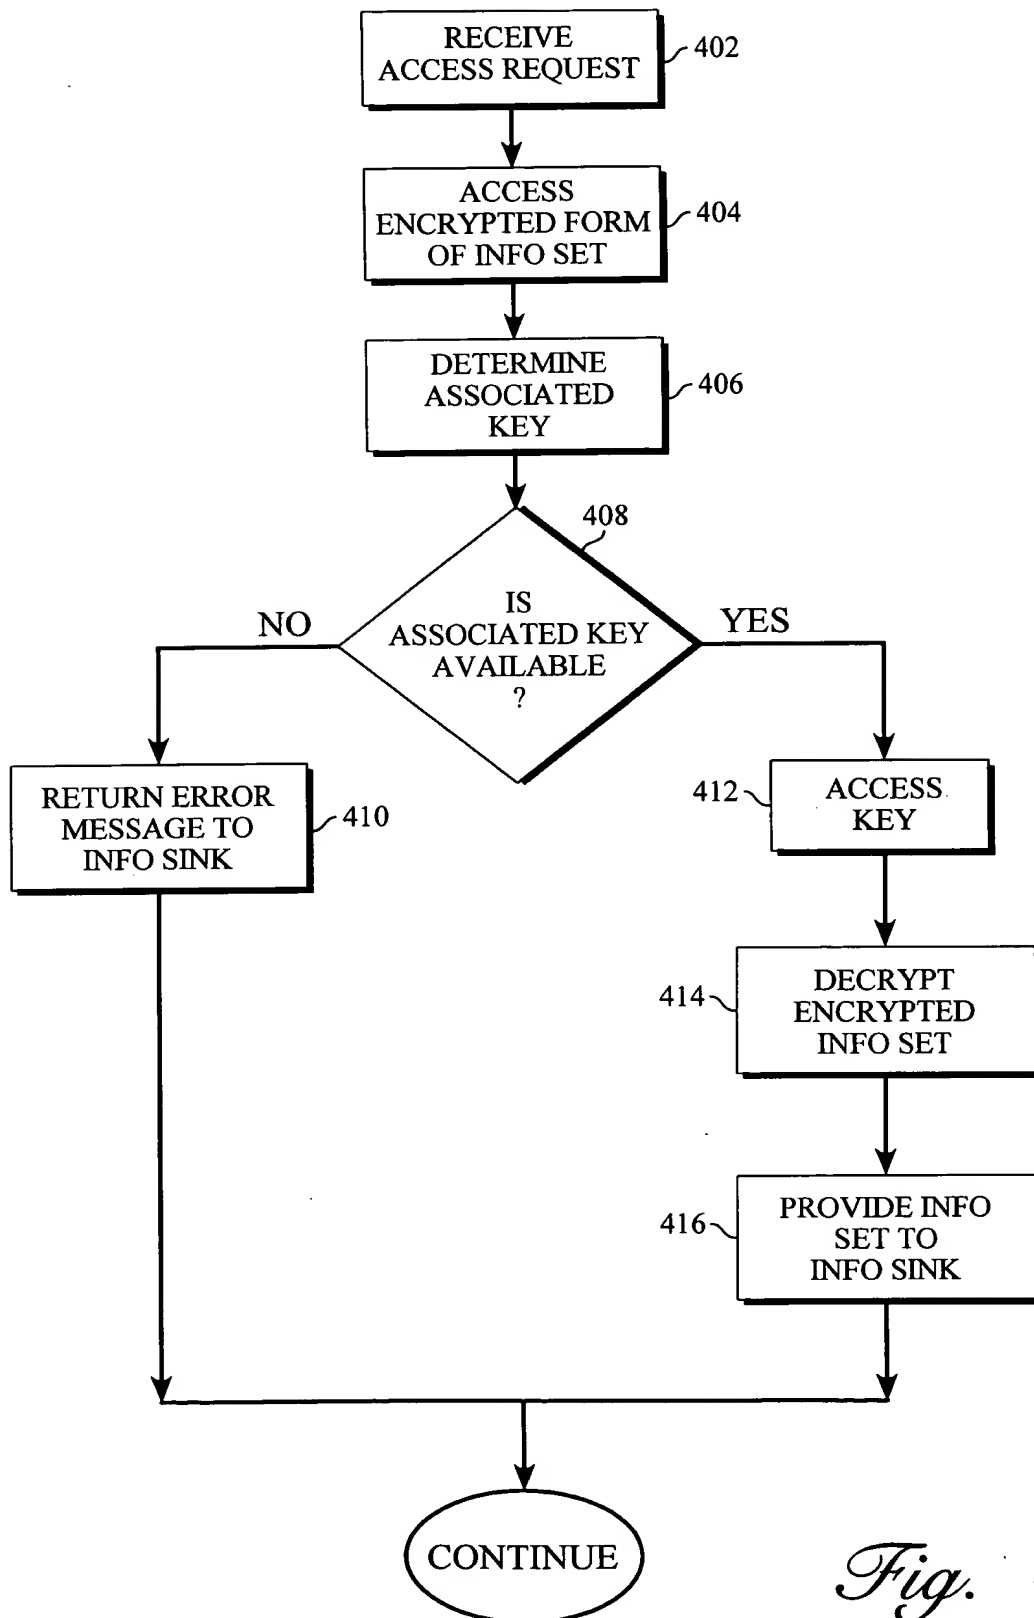 RECEIVE
ACCESS REQUEST
402
ACCESS
ENCRYPTED FORM
OF INFO SET
404
DETERMINE
ASSOCIATED
KEY
406
408
IS
ASSOCIATED KEY
AVAILABLE
?
NO
YES
RETURN ERROR
MESSAGE TO
INFO SINK
410
412
ACCESS
KEY
414
DECRYPT
ENCRYPTED
INFO SET
416
PROVIDE INFO
SET TO
INFO SINK
CONTINUE
Fig.